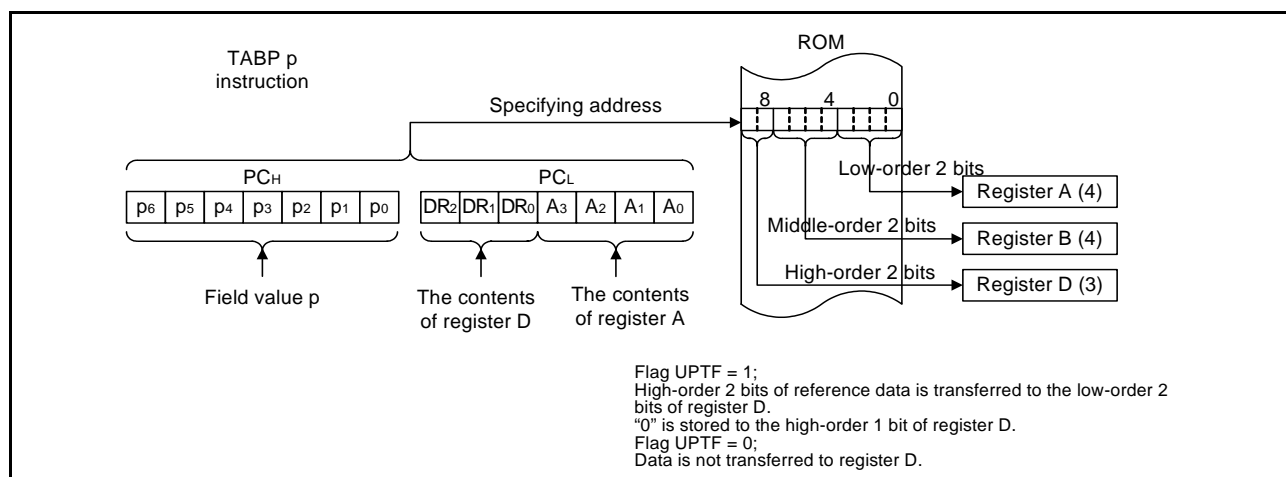 TABP p
instruction
ROM
8 4 0
Specifying address
PCH
PCL
p6 p5 p4 p3 p2 p1 p0
DR2 DR1 DR0 A3 A2 A1 A0
Low-order 2 bits
Register A (4)
Middle-order 2 bits
Register B (4)
High-order 2 bits
Register D (3)
Field value p
The contents
of register D
The contents
of register A
Flag UPTF = 1;
High-order 2 bits of reference data is transferred to the low-order 2
bits of register D.
“0” is stored to the high-order 1 bit of register D.
Flag UPTF = 0;
Data is not transferred to register D.